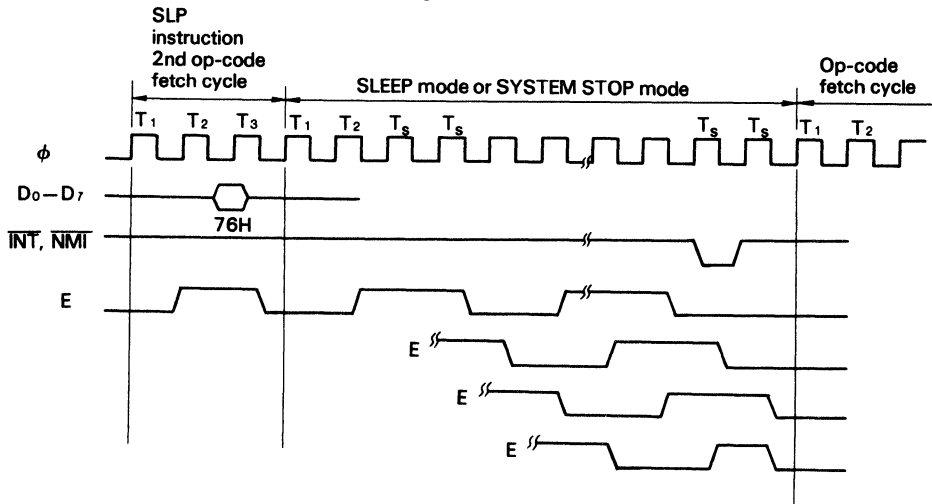 SLP
instruction
2nd op-code
fetch cycle
SLEEP mode or SYSTEM STOP mode
Op-code
fetch cycle
T1 T2 T3 T1 T2 Ts Ts Ts Ts T1 T2
φ
D0—D7
76H
INT, NMI
E
E
E
E